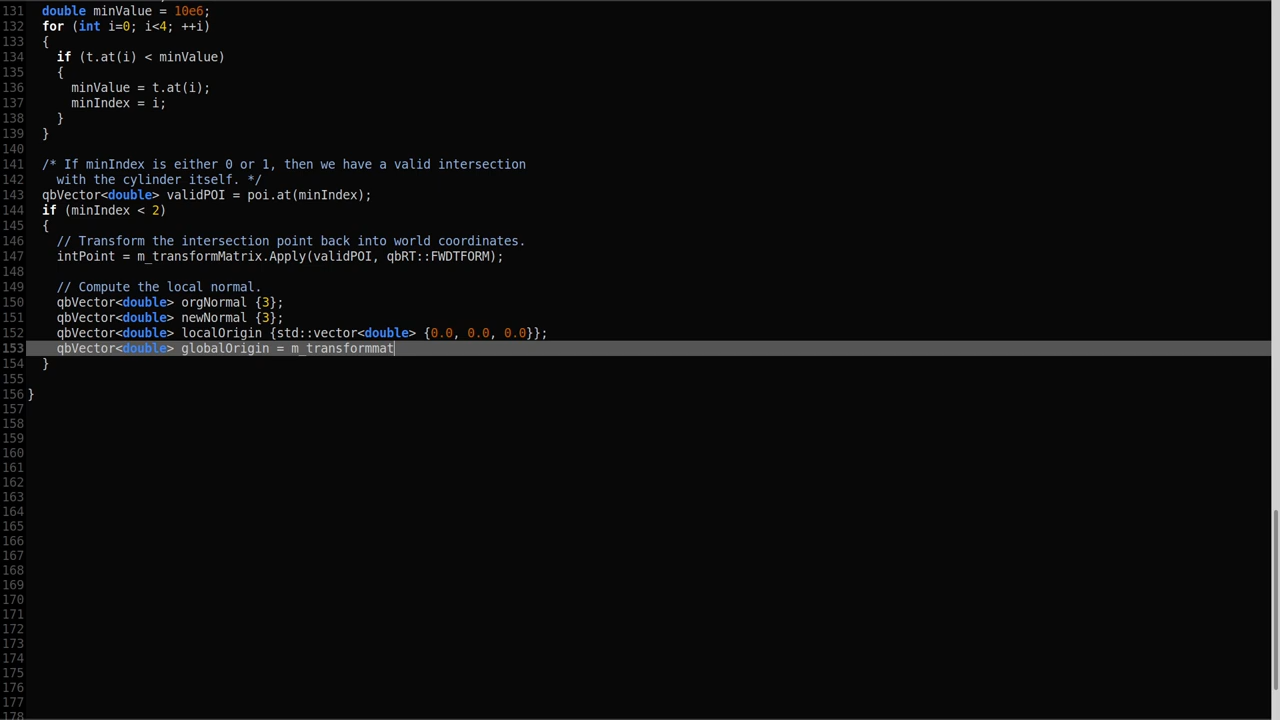 131 double minValue = 10e6;
132 for (int i=0; i<4; ++i)
133 {
134 if (t.at(i) < minValue)
135 {
136 minValue = t.at(i);
137 minIndex = i;
138 }
139 }
140
141 /* If minIndex is either 0 or 1, then we have a valid intersection
142 with the cylinder itself. */
143 qbVector<double> validPOI = poi.at(minIndex);
144 if (minIndex < 2)
145 {
146 // Transform the intersection point back into world coordinates.
147 intPoint = m_transformMatrix.Apply(validPOI, qbRT::FWDTFORM);
148
149 // Compute the local normal.
150 qbVector<double> orgNormal {3};
151 qbVector<double> newNormal {3};
152 qbVector<double> localOrigin {std::vector<double> {0.0, 0.0, 0.0}};
153 qbVector<double> globalOrigin = m_transformmat
154 }
155
156 }
157
158
159
160
161
162
163
164
165
166
167
168
169
170
171
172
173
174
175
176
177
178